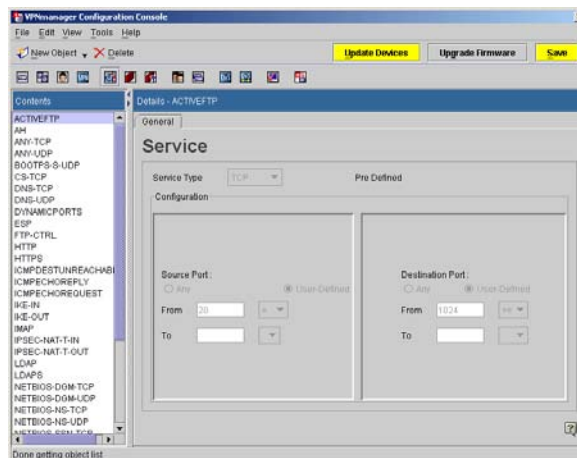 VPNmanager Configuration Console
File Edit View Tools Help
New Object Delete Update Devices Upgrade Firmware Save
Contents
ACTIVEFTP
AH
ANY-TCP
ANY-UDP
BOOTPS-S-UDP
CS-TCP
DNS-TCP
DNS-UDP
DYNAMICPORTS
ESP
FTP-CTRL
HTTP
HTTPS
ICMPDESTUNREACHABL
ICMPECHOREPLY
ICMPECHOREQUEST
IKE-IN
IKE-OUT
IMAP
IPSEC-NAT-T-IN
IPSEC-NAT-T-OUT
LDAP
LDAPS
NETBIOS-DGM-TCP
NETBIOS-DGM-UDP
NETBIOS-NS-TCP
NETBIOS-NS-UDP
NETBIOS-SSN-TCP
Details - ACTIVEFTP
General
Service
Service Type TCP Pre Defined
Configuration
Source Port:
Any User-Defined
From 20 =
To
Destination Port:
Any User-Defined
From 1024 >=
To
Done getting object list